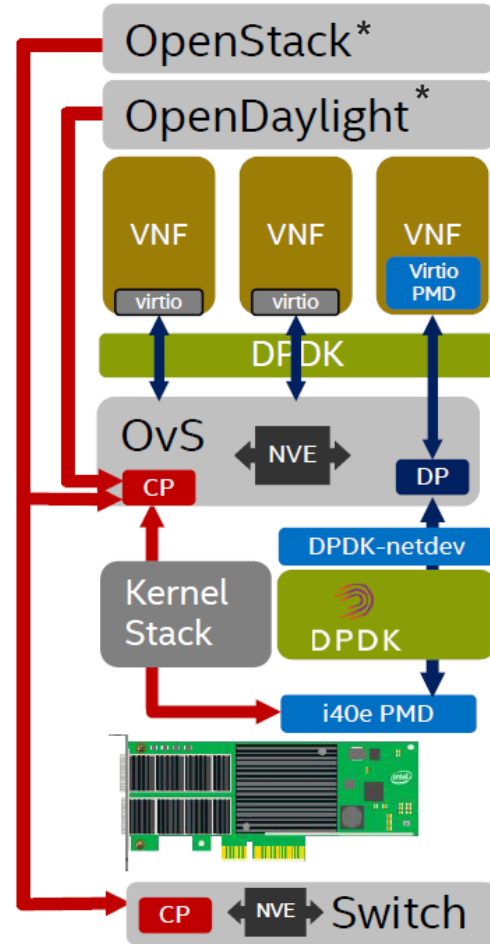 OpenStack*
OpenDaylight*
VNF VNF VNF
virtio virtio Virtio
PMD
DPDK
OvS
NVE
CP DP
DPDK-netdev
Kernel
Stack
DPDK
i40e PMD
intel
CP NVE Switch